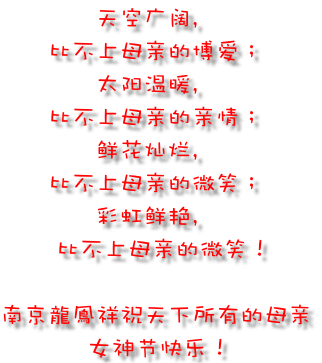 天空广阔，
比不上母亲的博爱；
太阳温暖，
比不上母亲的亲情；
鲜花灿烂，
比不上母亲的微笑；
彩虹鲜艳，
比不上母亲的微笑！
南京龍鳳祥祝天下所有的母亲
女神节快乐！